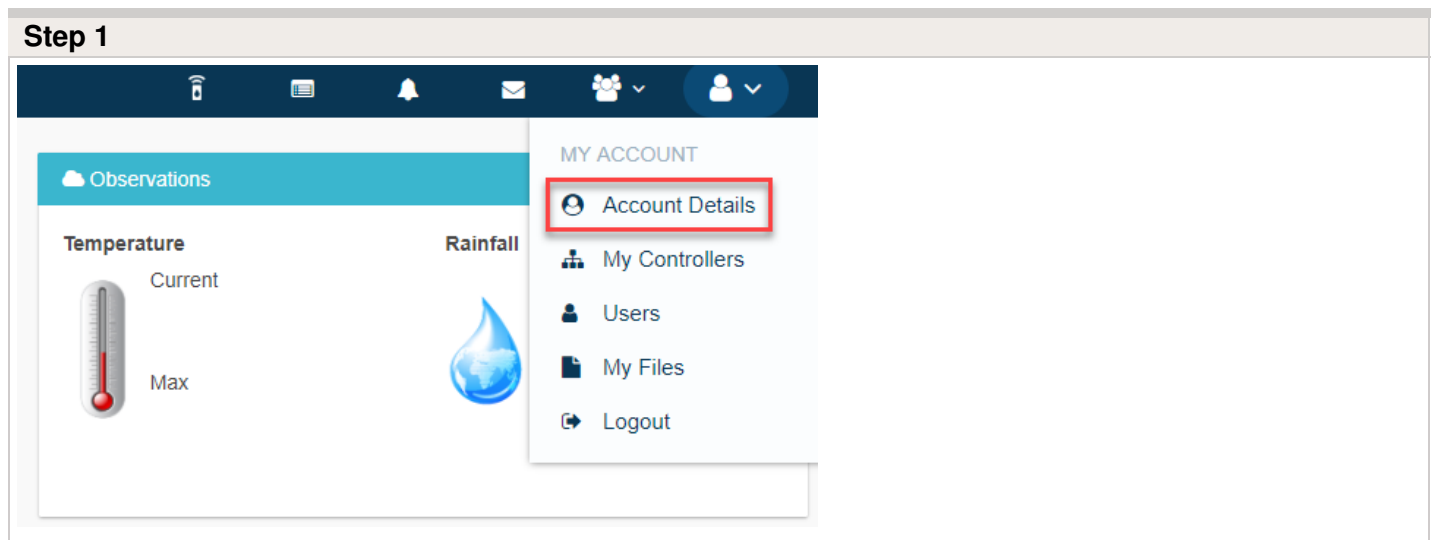 Step 1
MY ACCOUNT
Observations
Account Details
Temperature
Rainfall
My Controllers
Current
Users
My Files
Max
Logout